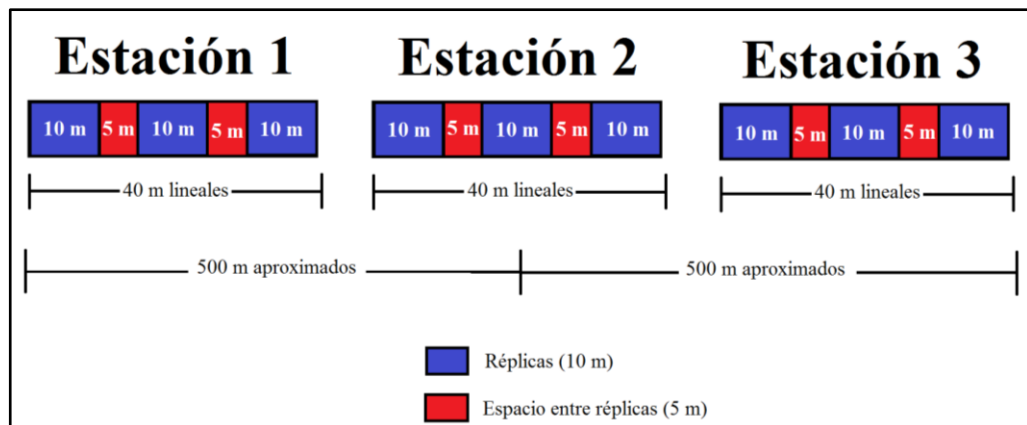 Estación 1 Estación 2 Estación 3
10 m 5 m 10 m 5 m 10 m 10 m 5 m 10 m 5 m 10 m 10 m 5 m 10 m 5 m 10 m
40 m lineales 40 m lineales 40 m lineales
500 m aproximados 500 m aproximados
Réplicas (10 m)
Espacio entre réplicas (5 m)